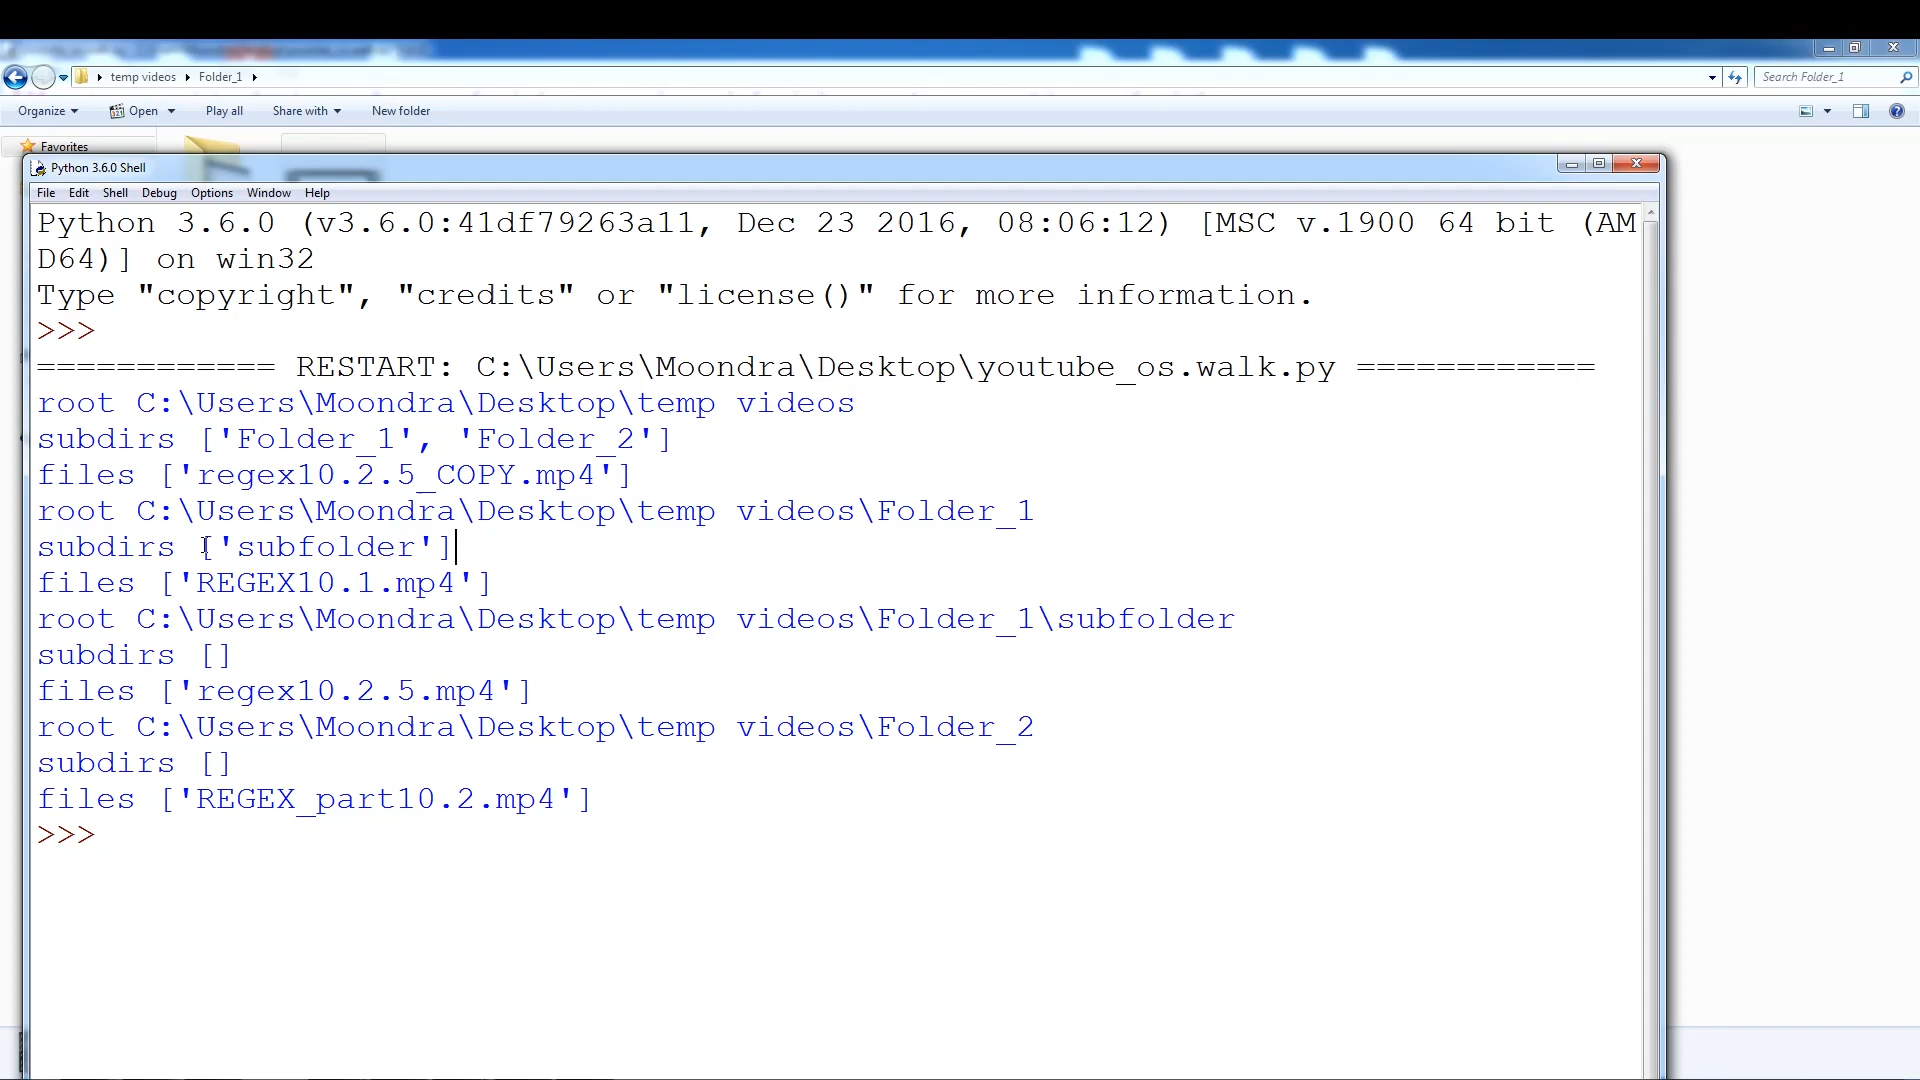 temp videos Folder_1
Search Folder_1
Organize Open Play all Share with New folder
Favorites
Python 3.6.0 Shell
File Edit Shell Debug Options Window Help
Python 3.6.0 (v3.6.0:41df79263a11, Dec 23 2016, 08:06:12) [MSC v.1900 64 bit (AM
D64)] on win32
Type "copyright", "credits" or "license()" for more information.
>>>
============ RESTART: C:\Users\Moondra\Desktop\youtube_os.walk.py ============
root C:\Users\Moondra\Desktop\temp videos
subdirs ['Folder_1', 'Folder_2']
files ['regex10.2.5_COPY.mp4']
root C:\Users\Moondra\Desktop\temp videos\Folder_1
subdirs ['subfolder']
files ['REGEX10.1.mp4']
root C:\Users\Moondra\Desktop\temp videos\Folder_1\subfolder
subdirs []
files ['regex10.2.5.mp4']
root C:\Users\Moondra\Desktop\temp videos\Folder_2
subdirs []
files ['REGEX_part10.2.mp4']
>>>